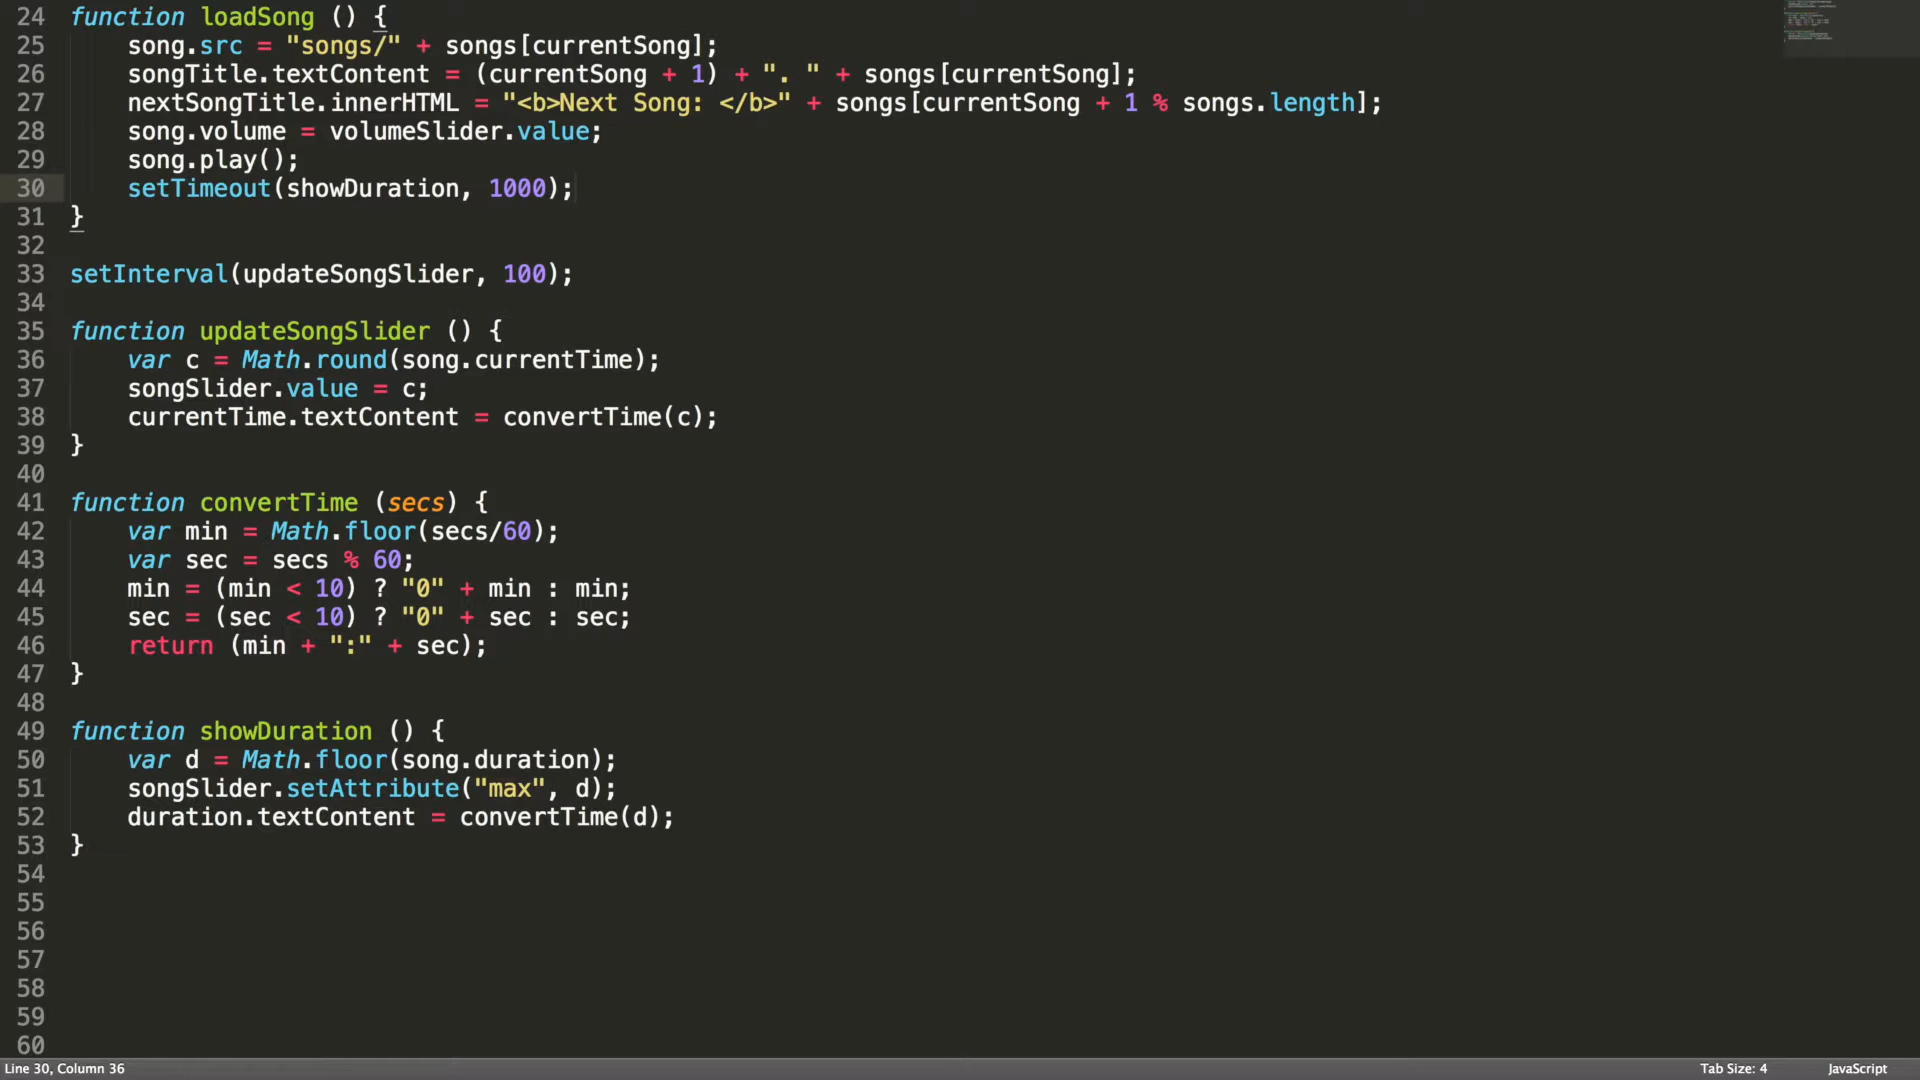 24 function loadSong () {
25 song.src = "songs/" + songs[currentSong];
26 songTitle.textContent = (currentSong + 1) + ". " + songs[currentSong];
27 nextSongTitle.innerHTML = "<b>Next Song: </b>" + songs[currentSong + 1 % songs.length];
28 song.volume = volumeSlider.value;
29 song.play();
30 setTimeout(showDuration, 1000);
31 }
32
33 setInterval(updateSongSlider, 100);
34
35 function updateSongSlider () {
36 var c = Math.round(song.currentTime);
37 songSlider.value = c;
38 currentTime.textContent = convertTime(c);
39 }
40
41 function convertTime (secs) {
42 var min = Math.floor(secs/60);
43 var sec = secs % 60;
44 min = (min < 10) ? "0" + min : min;
45 sec = (sec < 10) ? "0" + sec : sec;
46 return (min + ":" + sec);
47 }
48
49 function showDuration () {
50 var d = Math.floor(song.duration);
51 songSlider.setAttribute("max", d);
52 duration.textContent = convertTime(d);
53 }
54
55
56
57
58
59
60
Line 30, Column 36 Tab Size: 4 JavaScript